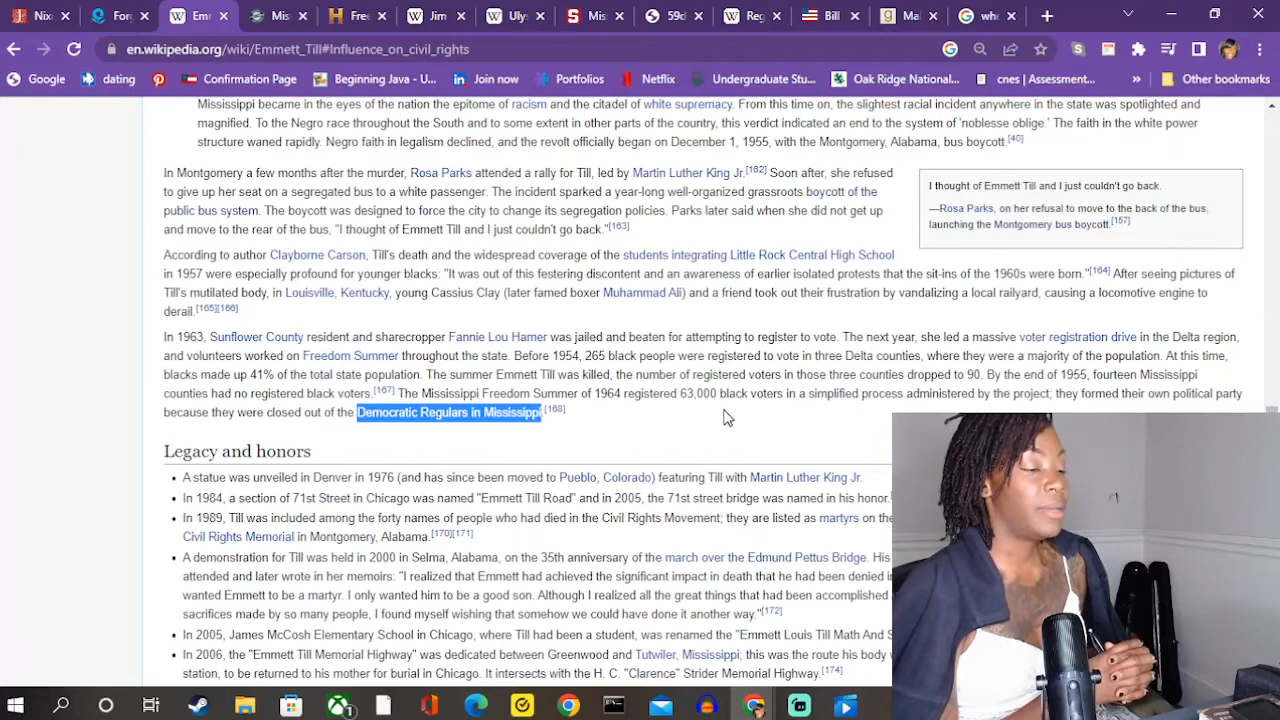 Nix
For
Em
Mis
Fre
Jim
Ulys
Mis
59d
Reg
Bill
Mal
whe
en.wikipedia.org/wiki/Emmett_Till#Influence_on_civil_rights
Google
dating
Confirmation Page
Beginning Java - U...
Join now
Portfolios
Netflix
Undergraduate Stu...
Oak Ridge National...
cnes | Assessment...
»
Other bookmarks
Mississippi became in the eyes of the nation the epitome of racism and the citadel of white supremacy. From this time on, the slightest racial incident anywhere in the state was spotlighted and
magnified. To the Negro race throughout the South and to some extent in other parts of the country, this verdict indicated an end to the system of 'noblesse oblige.' The faith in the white power
structure waned rapidly. Negro faith in legalism declined, and the revolt officially began on December 1, 1955, with the Montgomery, Alabama, bus boycott.[40]
In Montgomery a few months after the murder, Rosa Parks attended a rally for Till, led by Martin Luther King Jr.[162] Soon after, she refused
to give up her seat on a segregated bus to a white passenger. The incident sparked a year-long well-organized grassroots boycott of the
public bus system. The boycott was designed to force the city to change its segregation policies. Parks later said when she did not get up
and move to the rear of the bus, "I thought of Emmett Till and I just couldn't go back."[163]
I thought of Emmett Till and I just couldn't go back.
—Rosa Parks, on her refusal to move to the back of the bus,
launching the Montgomery bus boycott.[157]
According to author Clayborne Carson, Till's death and the widespread coverage of the students integrating Little Rock Central High School
in 1957 were especially profound for younger blacks: "It was out of this festering discontent and an awareness of earlier isolated protests that the sit-ins of the 1960s were born."[164] After seeing pictures of
Till's mutilated body, in Louisville, Kentucky, young Cassius Clay (later famed boxer Muhammad Ali) and a friend took out their frustration by vandalizing a local railyard, causing a locomotive engine to
derail.[165][166]
In 1963, Sunflower County resident and sharecropper Fannie Lou Hamer was jailed and beaten for attempting to register to vote. The next year, she led a massive voter registration drive in the Delta region,
and volunteers worked on Freedom Summer throughout the state. Before 1954, 265 black people were registered to vote in three Delta counties, where they were a majority of the population. At this time,
blacks made up 41% of the total state population. The summer Emmett Till was killed, the number of registered voters in those three counties dropped to 90. By the end of 1955, fourteen Mississippi
counties had no registered black voters.[167] The Mississippi Freedom Summer of 1964 registered 63,000 black voters in a simplified process administered by the project; they formed their own political party
because they were closed out of the Democratic Regulars in Mississippi.[168]
Legacy and honors
• A statue was unveiled in Denver in 1976 (and has since been moved to Pueblo, Colorado) featuring Till with Martin Luther King Jr.
• In 1984, a section of 71st Street in Chicago was named "Emmett Till Road" and in 2005, the 71st street bridge was named in his honor.
• In 1989, Till was included among the forty names of people who had died in the Civil Rights Movement; they are listed as martyrs on the
Civil Rights Memorial in Montgomery, Alabama.[170][171]
• A demonstration for Till was held in 2000 in Selma, Alabama, on the 35th anniversary of the march over the Edmund Pettus Bridge. His
attended and later wrote in her memoirs: "I realized that Emmett had achieved the significant impact in death that he had been denied in
wanted Emmett to be a martyr. I only wanted him to be a good son. Although I realized all the great things that had been accomplished
sacrifices made by so many people, I found myself wishing that somehow we could have done it another way."[172]
• In 2005, James McCosh Elementary School in Chicago, where Till had been a student, was renamed the "Emmett Louis Till Math And S
• In 2006, the "Emmett Till Memorial Highway" was dedicated between Greenwood and Tutwiler, Mississippi; this was the route his body
station, to be returned to his mother for burial in Chicago. It intersects with the H. C. "Clarence" Strider Memorial Highway.[174]